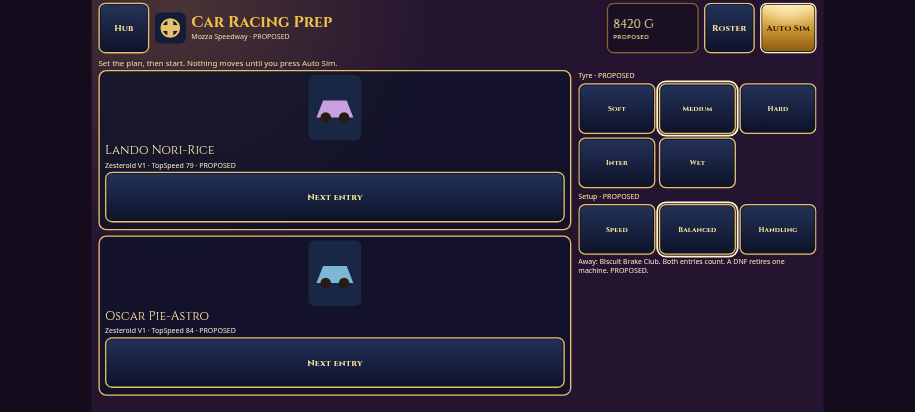 Hub
Car Racing Prep
Mozza Speedway · PROPOSED
8420 G
PROPOSED
Roster
Auto Sim
Set the plan, then start. Nothing moves until you press Auto Sim.
Lando Nori-Rice
Zesteroid V1 · TopSpeed 79 · PROPOSED
Next entry
Oscar Pie-Astro
Zesteroid V1 · TopSpeed 84 · PROPOSED
Next entry
Tyre · PROPOSED
Soft
Medium
Hard
Inter
Wet
Setup · PROPOSED
Speed
Balanced
Handling
Away: Biscuit Brake Club. Both entries count. A DNF retires one
machine. PROPOSED.